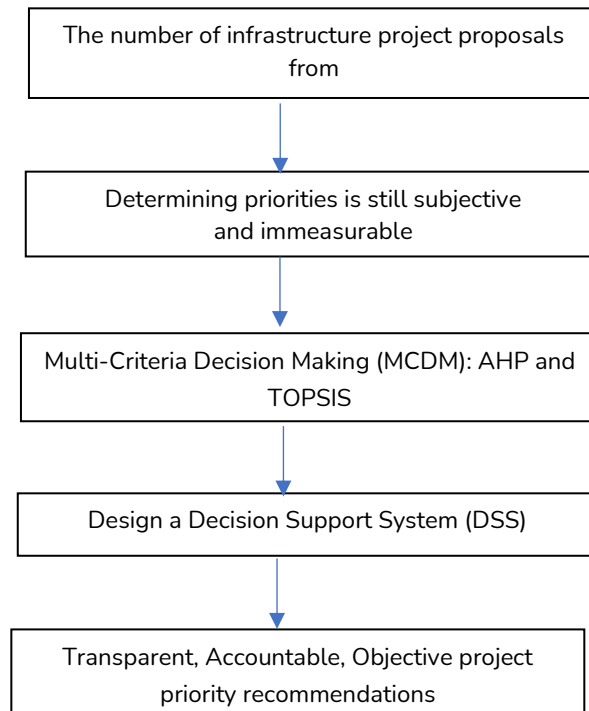 The number of infrastructure project proposals
from
Determining priorities is still subjective
and immeasurable
Multi-Criteria Decision Making (MCDM): AHP and
TOPSIS
Design a Decision Support System (DSS)
Transparent, Accountable, Objective project
priority recommendations